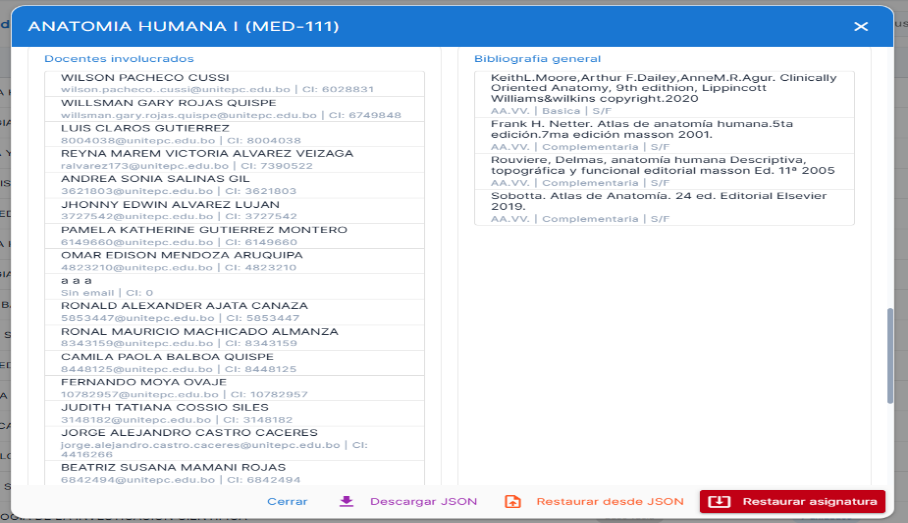 ANATOMIA HUMANA I (MED-111)
Docentes involucrados
WILSON PACHECO CUSSI
wilson.pacheco..cussi@unitepc.edu.bo | CI: 6028831
WILLSMAN GARY ROJAS QUISPE
willsman.gary.rojas.quispe@unitepc.edu.bo | CI: 6749848
LUIS CLAROS GUTIERREZ
8004038@unitepc.edu.bo | CI: 8004038
REYNA MAREM VICTORIA ALVAREZ VEIZAGA
ralvarez173@unitepc.edu.bo | CI: 7390522
ANDREA SONIA SALINAS GIL
3621803@unitepc.edu.bo | CI: 3621803
JHONNY EDWIN ALVAREZ LUJAN
3727542@unitepc.edu.bo | CI: 3727542
PAMELA KATHERINE GUTIERREZ MONTERO
6149660@unitepc.edu.bo | CI: 6149660
OMAR EDISON MENDOZA ARUQUIPA
4823210@unitepc.edu.bo | CI: 4823210
a a a
Sin email | CI: 0
RONALD ALEXANDER AJATA CANAZA
5853447@unitepc.edu.bo | CI: 5853447
RONAL MAURICIO MACHICADO ALMANZA
8343159@unitepc.edu.bo | CI: 8343159
CAMILA PAOLA BALBOA QUISPE
8448125@unitepc.edu.bo | CI: 8448125
FERNANDO MOYA OVAJE
10782957@unitepc.edu.bo | CI: 10782957
JUDITH TATIANA COSSIO SILES
3148182@unitepc.edu.bo | CI: 3148182
JORGE ALEJANDRO CASTRO CACERES
jorge.alejandro.castro.caceres@unitepc.edu.bo | CI:
4416266
BEATRIZ SUSANA MAMANI ROJAS
6842494@unitepc.edu.bo | CI: 6842494
Bibliografia general
KeithL.Moore,Arthur F.Dailey,AnneM.R.Agur. Clinically
Oriented Anatomy, 9th edithion, Lippincott
Williams&wilkins copyright.2020
AA.VV. | Basica | S/F
Frank H. Netter. Atlas de anatomía humana.5ta
edición.7ma edición masson 2001.
AA.VV. | Complementaria | S/F
Rouviere, Delmas, anatomía humana Descriptiva,
topográfica y funcional editorial masson Ed. 11ª 2005
AA.VV. | Complementaria | S/F
Sobotta. Atlas de Anatomía. 24 ed. Editorial Elsevier
2019.
AA.VV. | Complementaria | S/F
Cerrar
Descargar JSON
Restaurar desde JSON
Restaurar asignatura